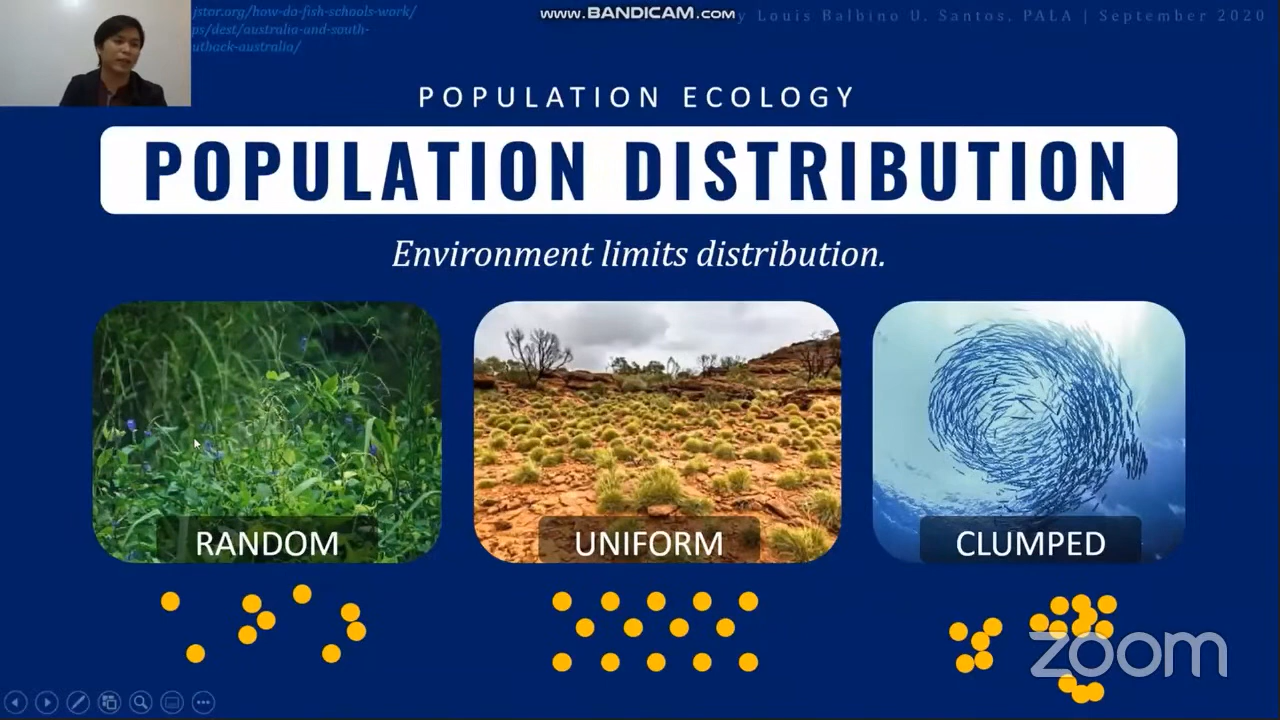 jstor.org/how-do-fish-schools-work/
ps/dest/australia-and-south-
utback-australia/
www.BANDICAM.com
y Louis Balbino U. Santos, PALA | September 2020
POPULATION ECOLOGY
POPULATION DISTRIBUTION
Environment limits distribution.
RANDOM
UNIFORM
CLUMPED
zoom